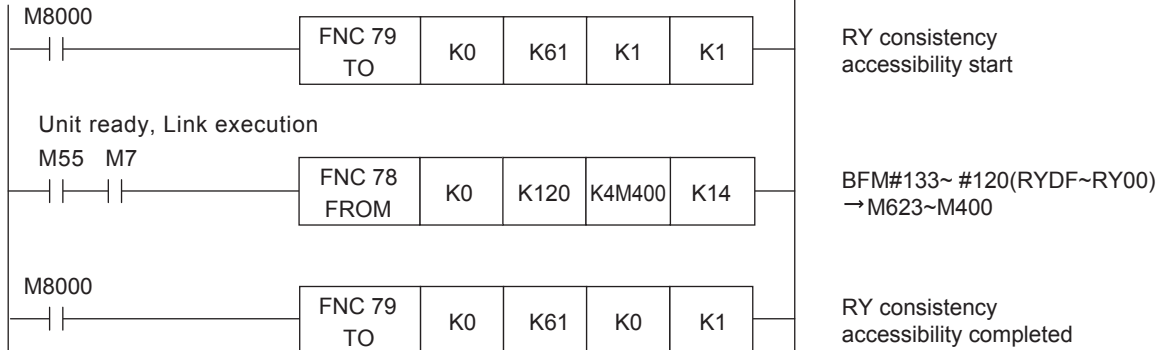 M8000
FNC 79
TO
K0
K61
K1
K1
RY consistency
accessibility start
Unit ready, Link execution
M55 M7
FNC 78
FROM
K0
K120
K4M400
K14
BFM#133~ #120(RYDF~RY00)
→M623~M400
M8000
FNC 79
TO
K0
K61
K0
K1
RY consistency
accessibility completed